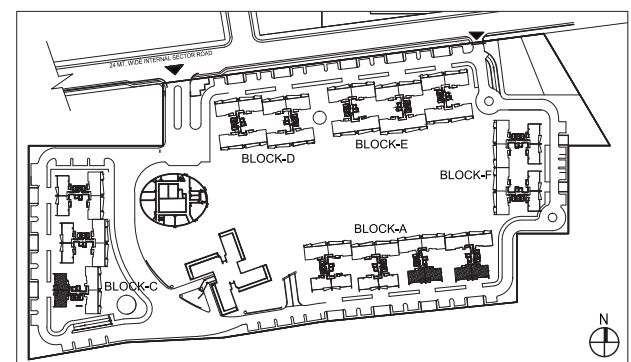 24 MT. WIDE INTERNAL SECTOR ROAD
BLOCK-D
BLOCK-E
BLOCK-F
BLOCK-A
BLOCK-C
N